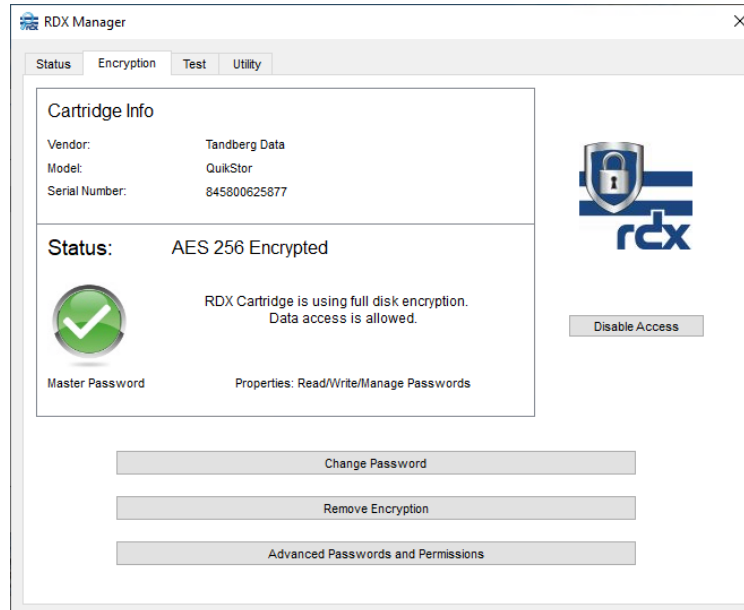 RDX Manager
Status Encryption Test Utility
Cartridge Info
Vendor: Tandberg Data
Model: QuikStor
Serial Number: 845800625877
rdx
Status: AES 256 Encrypted
RDX Cartridge is using full disk encryption.
Data access is allowed.
Disable Access
Master Password Properties: Read/Write/Manage Passwords
Change Password
Remove Encryption
Advanced Passwords and Permissions